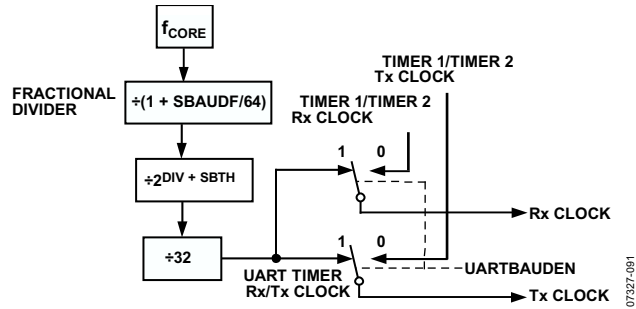 fCORE
FRACTIONAL
DIVIDER
÷(1 + SBAUDF/64)
÷2DIV + SBTH
÷32
TIMER 1/TIMER 2
Tx CLOCK
TIMER 1/TIMER 2
Rx CLOCK
1 0
Rx CLOCK
1 0
UART TIMER
Rx/Tx CLOCK
UARTBAUDEN
Tx CLOCK
07327-091